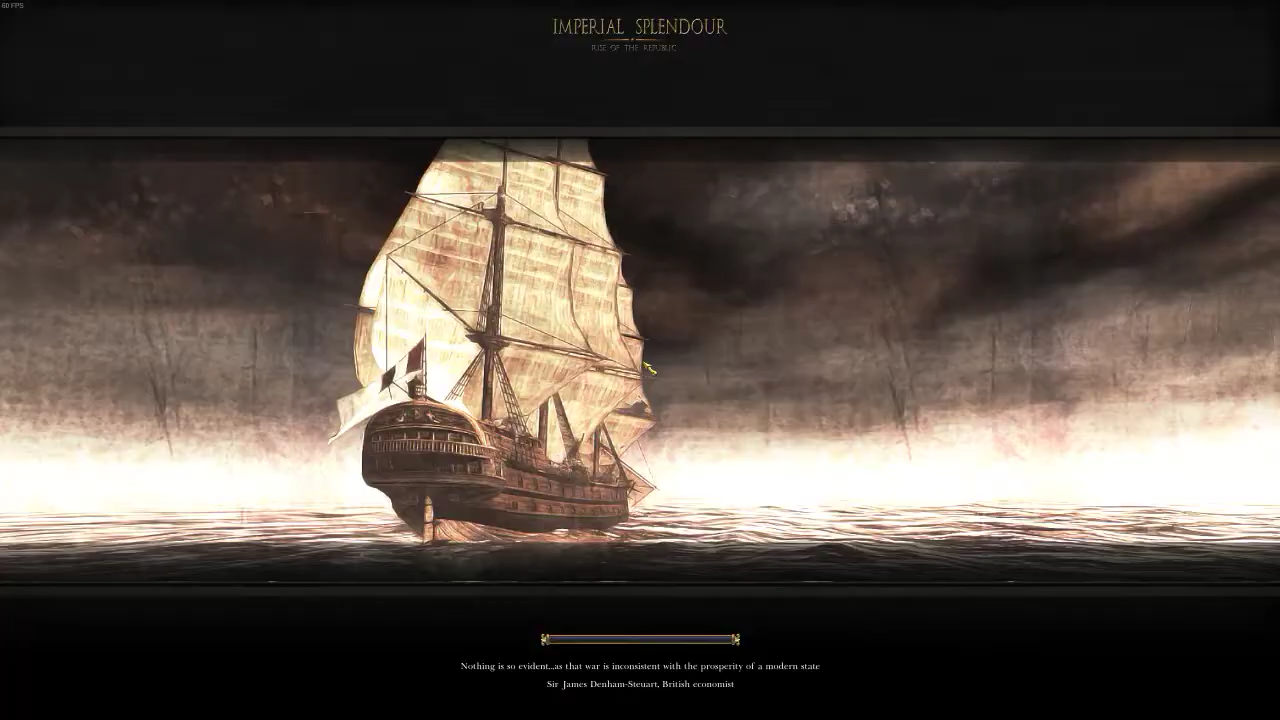 60 FPS
IMPERIAL SPLENDOUR
RISE OF THE REPUBLIC
Nothing is so evident...as that war is inconsistent with the prosperity of a modern state
Sir James Denham-Steuart, British economist